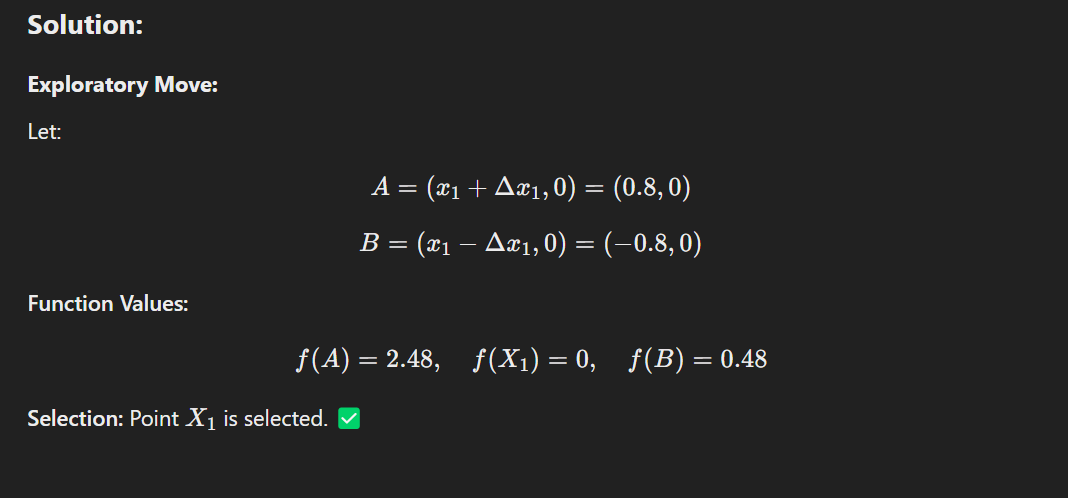 Solution:
Exploratory Move:
Let:
A = (x₁ + Δx₁, 0) = (0.8, 0)
B = (x₁ − Δx₁, 0) = (−0.8, 0)
Function Values:
f(A) = 2.48, f(X₁) = 0, f(B) = 0.48
Selection: Point X₁ is selected. ✅